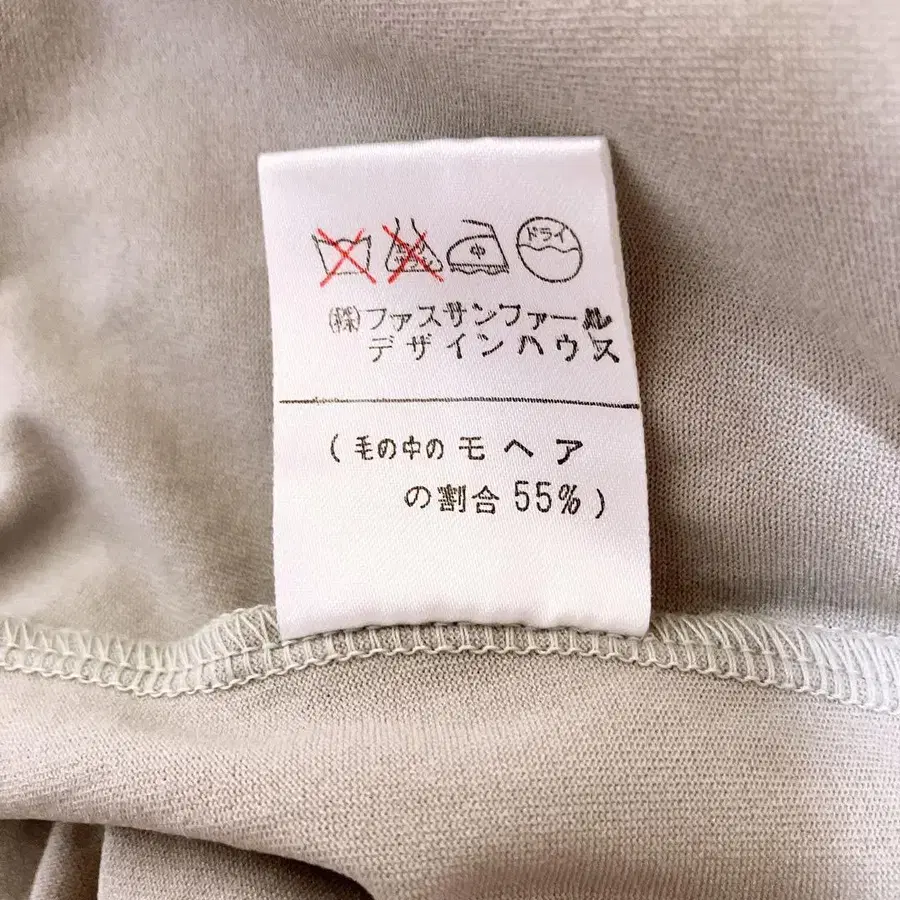 中 ドライ
㈱ファスサンファール
デザインハウス
(毛の中のモヘア
の割合55%)